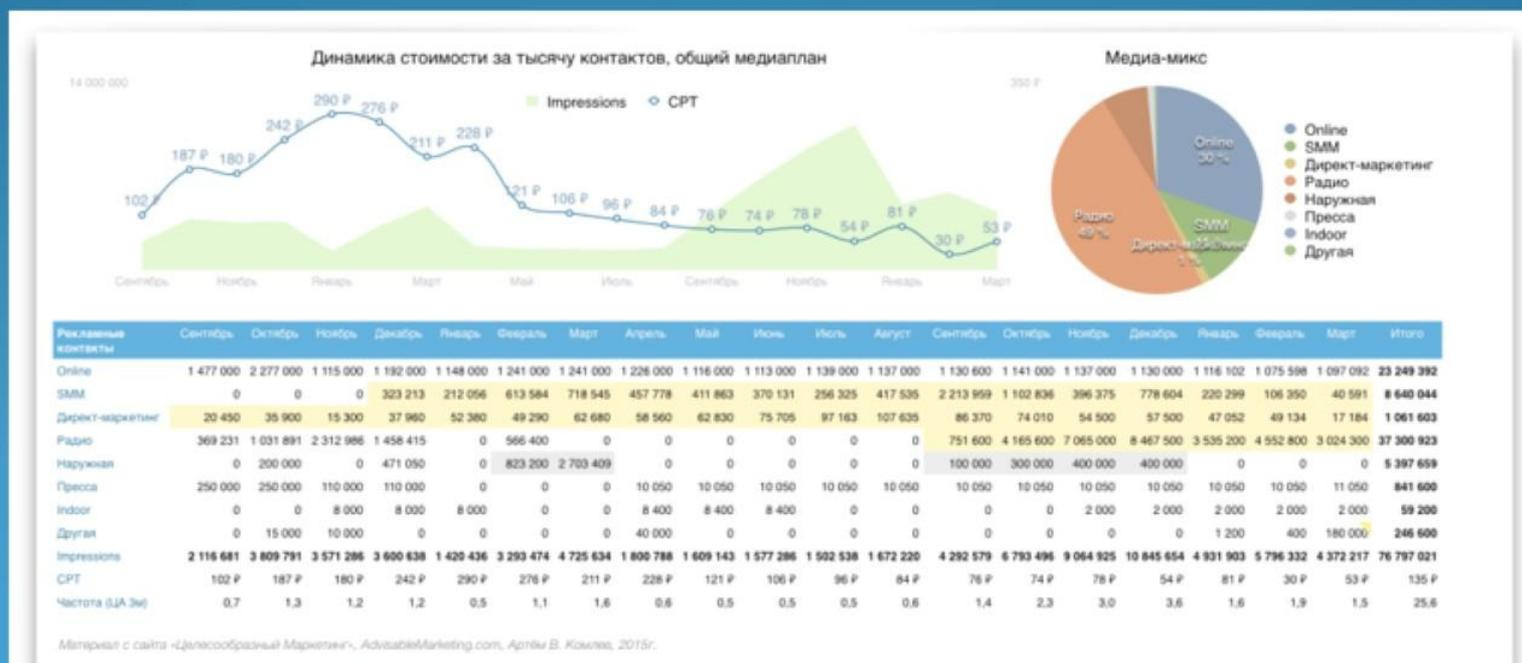 Динамика стоимости за тысячу контактов, общий медиаплан
Медиа-микс
14 000 000
350 ₽
Impressions CPT
102 ₽ 187 ₽ 180 ₽ 242 ₽ 290 ₽ 276 ₽ 211 ₽ 228 ₽ 121 ₽ 106 ₽ 96 ₽ 84 ₽ 76 ₽ 74 ₽ 78 ₽ 54 ₽ 81 ₽ 30 ₽ 53 ₽
Сентябрь Ноябрь Январь Март Май Июль Сентябрь Ноябрь Январь Март
Online
30 %
SMM
Директ-маркетинг
1 %
Радио
49 %
Online
SMM
Директ-маркетинг
Радио
Наружная
Пресса
Indoor
Другая
Рекламные контакты Сентябрь Октябрь Ноябрь Декабрь Январь Февраль Март Апрель Май Июнь Июль Август Сентябрь Октябрь Ноябрь Декабрь Январь Февраль Март Итого
Online 1 477 000 2 277 000 1 115 000 1 192 000 1 148 000 1 241 000 1 241 000 1 226 000 1 116 000 1 113 000 1 139 000 1 137 000 1 130 600 1 141 000 1 137 000 1 130 000 1 116 102 1 075 598 1 097 092 23 249 392
SMM 0 0 0 323 213 212 056 613 584 718 545 457 778 411 863 370 131 256 325 417 535 2 213 959 1 102 836 396 375 778 604 220 299 106 350 40 591 8 640 044
Директ-маркетинг 20 450 35 900 15 300 37 960 52 380 49 290 62 680 58 560 62 830 75 705 97 163 107 635 86 370 74 010 54 500 57 500 47 052 49 134 17 184 1 061 603
Радио 369 231 1 031 891 2 312 986 1 458 415 0 566 400 0 0 0 0 0 0 751 600 4 165 600 7 065 000 8 467 500 3 535 200 4 552 800 3 024 300 37 300 923
Наружная 0 200 000 0 471 050 0 823 200 2 703 409 0 0 0 0 0 100 000 300 000 400 000 400 000 0 0 0 5 397 659
Пресса 250 000 250 000 110 000 110 000 0 0 0 10 050 10 050 10 050 10 050 10 050 10 050 10 050 10 050 10 050 10 050 10 050 11 050 841 600
Indoor 0 0 8 000 8 000 8 000 0 0 8 400 8 400 8 400 0 0 0 0 2 000 2 000 2 000 2 000 2 000 59 200
Другая 0 15 000 10 000 0 0 0 0 40 000 0 0 0 0 0 0 0 0 1 200 400 180 000 246 600
Impressions 2 116 681 3 809 791 3 571 286 3 600 638 1 420 436 3 293 474 4 725 634 1 800 788 1 609 143 1 577 286 1 502 538 1 672 220 4 292 579 6 793 496 9 064 925 10 845 654 4 931 903 5 796 332 4 372 217 76 797 021
CPT 102 ₽ 187 ₽ 180 ₽ 242 ₽ 290 ₽ 276 ₽ 211 ₽ 228 ₽ 121 ₽ 106 ₽ 96 ₽ 84 ₽ 76 ₽ 74 ₽ 78 ₽ 54 ₽ 81 ₽ 30 ₽ 53 ₽ 135 ₽
Частота (ЦА 3м) 0,7 1,3 1,2 1,2 0,5 1,1 1,6 0,6 0,5 0,5 0,5 0,6 1,4 2,3 3,0 3,6 1,6 1,9 1,5 25,6
Материал с сайта «Целесообразный Маркетинг», AdvisableMarketing.com, Артём В. Комлев, 2015г.